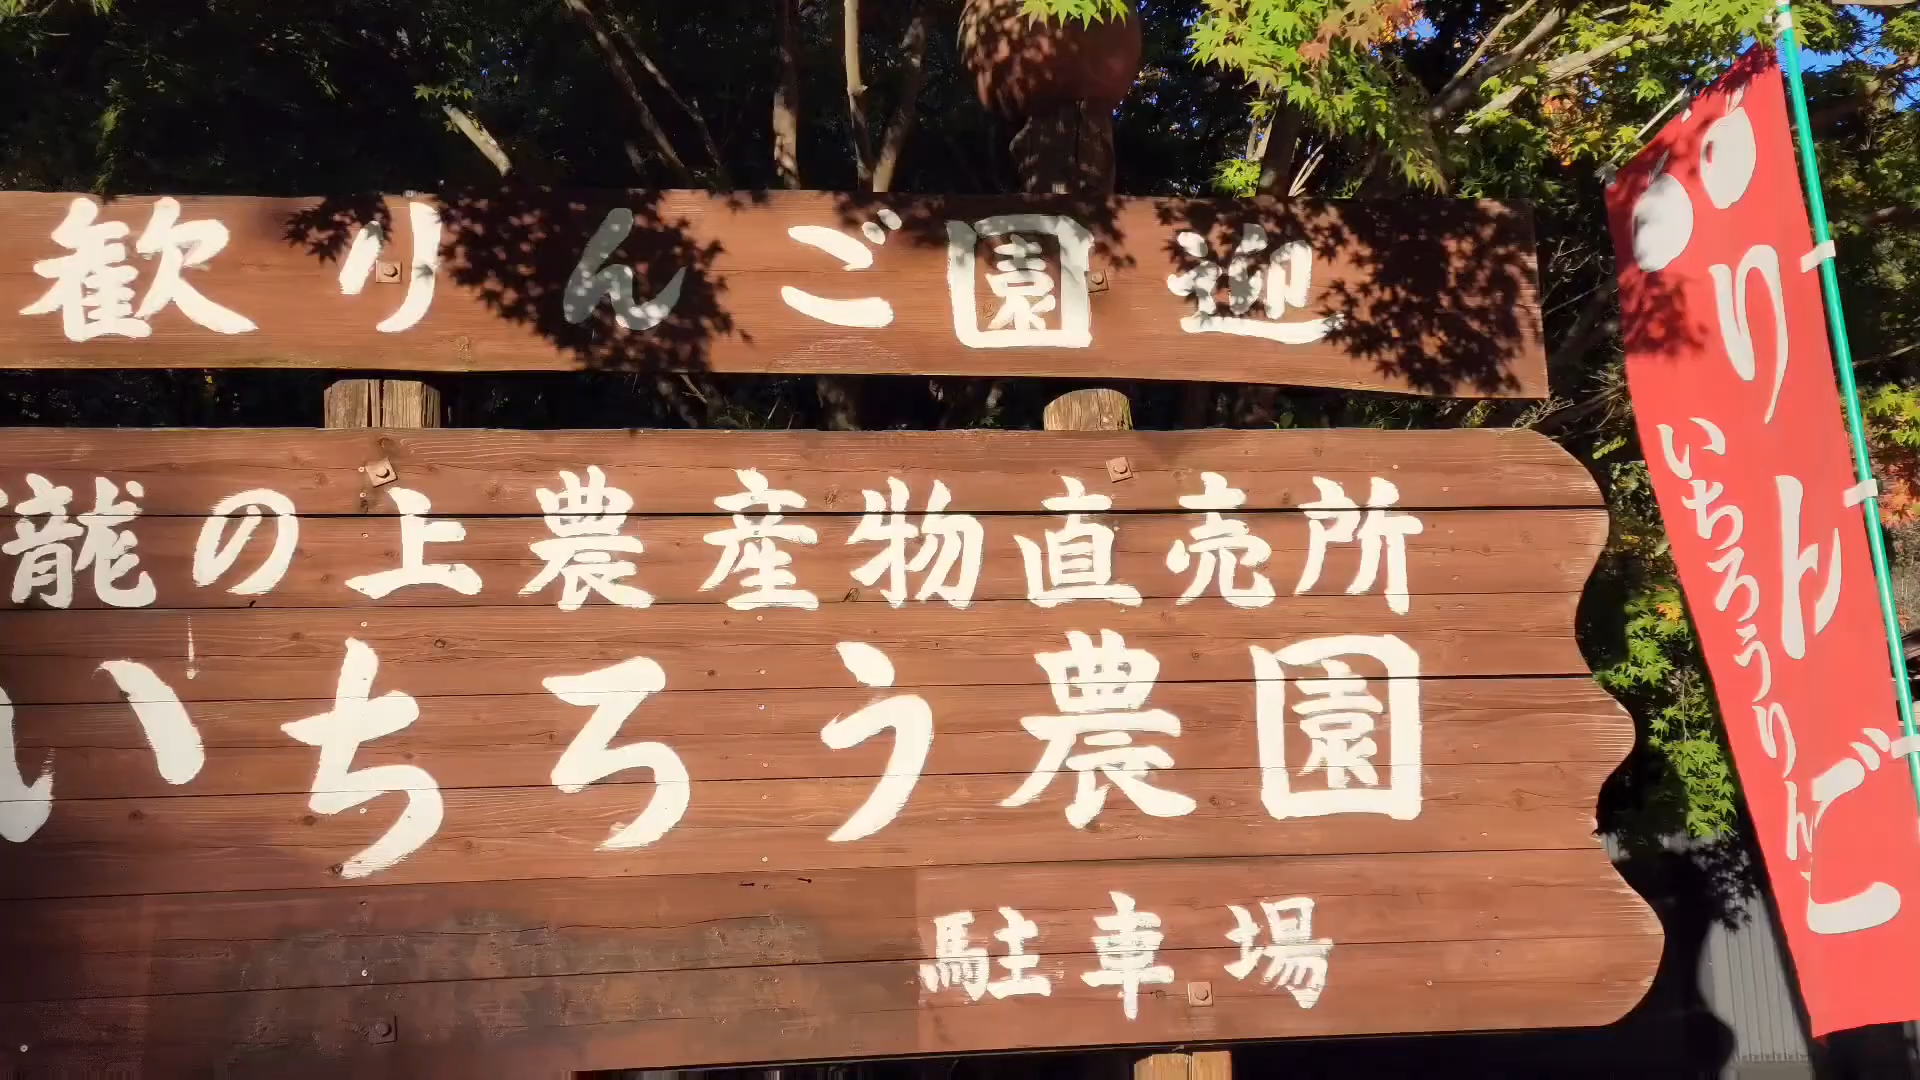 歓りんご園迎
瀧の上農産物直売所
いちろう農園
駐車場
りんご
いちろうりんご